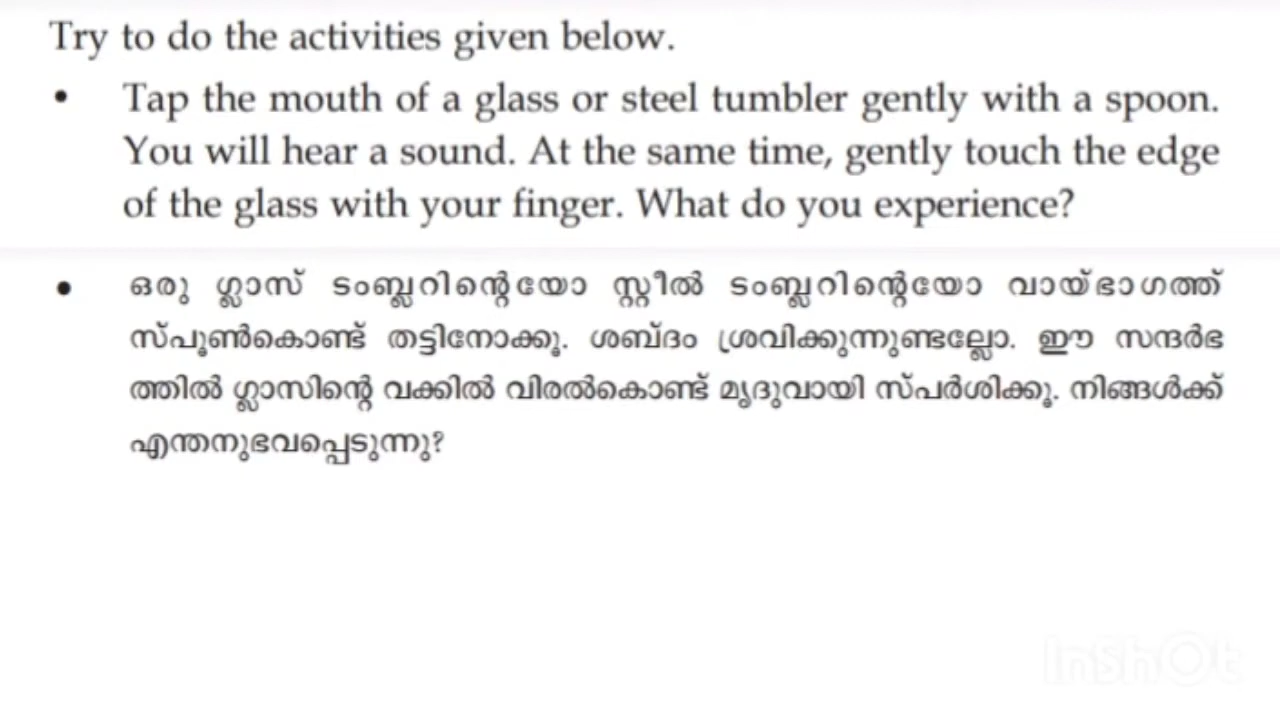 Try to do the activities given below.
• Tap the mouth of a glass or steel tumbler gently with a spoon.
You will hear a sound. At the same time, gently touch the edge
of the glass with your finger. What do you experience?
• ഒരു ഗ്ലാസ് ടംബ്ലറിന്റെയോ സ്റ്റീൽ ടംബ്ലറിന്റെയോ വായ്ഭാഗത്ത്
സ്പൂൺകൊണ്ട് തട്ടിനോക്കൂ. ശബ്ദം ശ്രവിക്കുന്നുണ്ടല്ലോ. ഈ സന്ദർഭ
ത്തിൽ ഗ്ലാസിന്റെ വക്കിൽ വിരൽകൊണ്ട് മൃദുവായി സ്പർശിക്കൂ. നിങ്ങൾക്ക്
എന്തനുഭവപ്പെടുന്നു?
InShOt